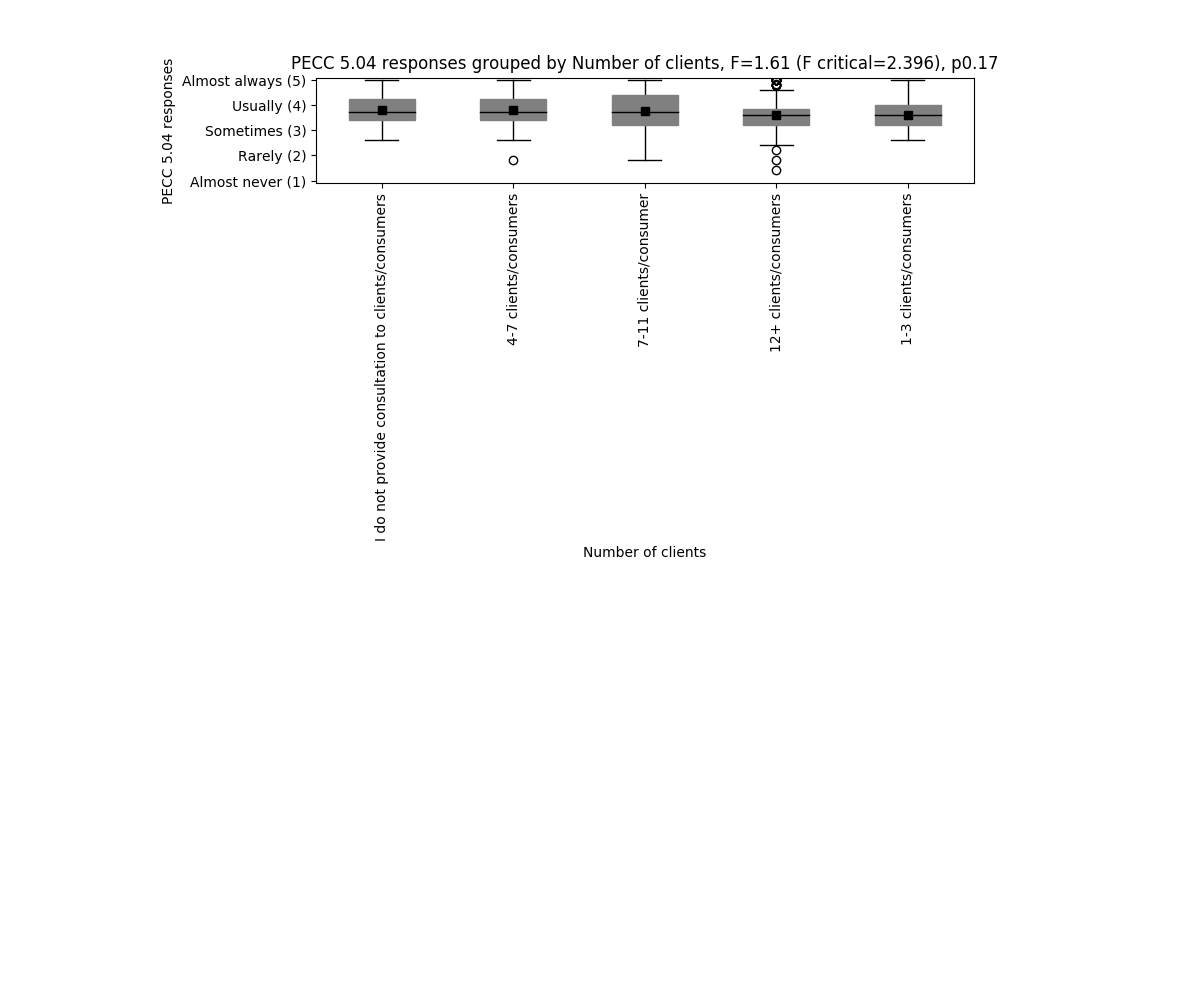 PECC 5.04 responses grouped by Number of clients, F=1.61 (F critical=2.396), p0.17
PECC 5.04 responses
Almost always (5)
Usually (4)
Sometimes (3)
Rarely (2)
Almost never (1)
I do not provide consultation to clients/consumers
4-7 clients/consumers
7-11 clients/consumer
12+ clients/consumers
1-3 clients/consumers
Number of clients